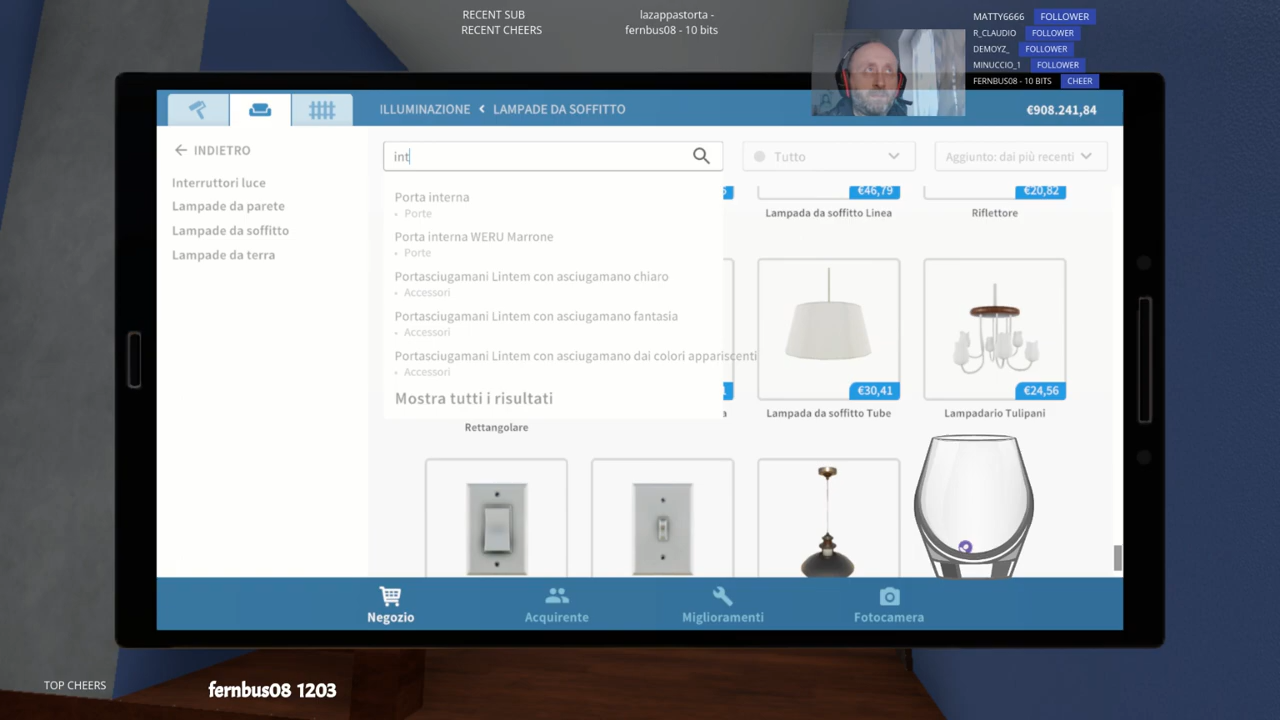 RECENT SUB
lazappastorta -
RECENT CHEERS
fernbus08 - 10 bits
MATTY6666 FOLLOWER
R_CLAUDIO FOLLOWER
DEMOYZ_ FOLLOWER
MINUCCIO_1 FOLLOWER
FERNBUS08 - 10 BITS CHEER
ILLUMINAZIONE < LAMPADE DA SOFFITTO
€908.241,84
INDIETRO
Interruttori luce
Lampade da parete
Lampade da soffitto
Lampade da terra
int
Tutto
Aggiunto: dai più recenti
Porta interna
• Porte
Porta interna WERU Marrone
• Porte
Portasciugamani Lintem con asciugamano chiaro
• Accessori
Portasciugamani Lintem con asciugamano fantasia
• Accessori
Portasciugamani Lintem con asciugamano dai colori appariscenti
• Accessori
Mostra tutti i risultati
€46,79
€20,82
Lampada da soffitto Linea
Riflettore
€30,41
€24,56
Lampada da soffitto Tube
Lampadario Tulipani
Rettangolare
Negozio
Acquirente
Miglioramenti
Fotocamera
TOP CHEERS
fernbus08 1203